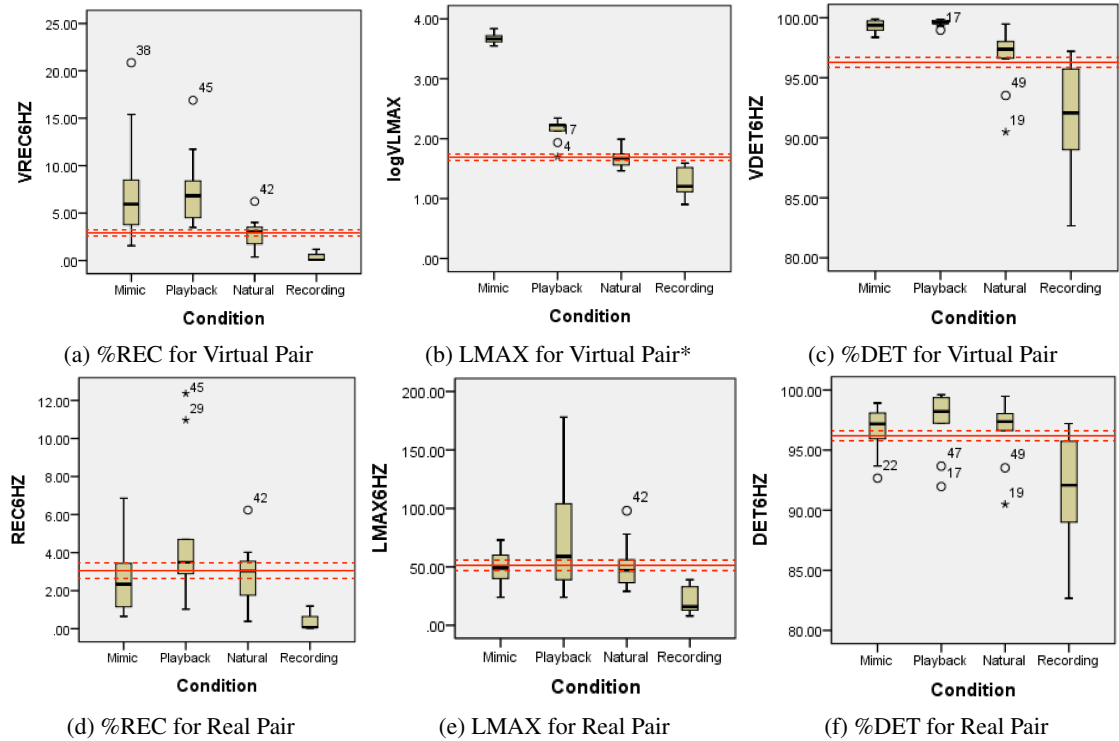 25.00
20.00
15.00
10.00
5.00
.00
VREC6HZ
38
45
42
Mimic Playback Natural Recording
Condition
(a) %REC for Virtual Pair
4.00
4.00
2.00
1.00
.00
logVLMAX
17
4
Mimic Playback Natural Recording
Condition
(b) LMAX for Virtual Pair*
100.00
95.00
90.00
85.00
80.00
VDET6HZ
17
49
19
Mimic Playback Natural Recording
Condition
(c) %DET for Virtual Pair
12.00
10.00
8.00
6.00
4.00
2.00
.00
REC6HZ
45
29
42
Mimic Playback Natural Recording
Condition
(d) %REC for Real Pair
200.00
150.00
100.00
50.00
.00
LMAX6HZ
42
Mimic Playback Natural Recording
Condition
(e) LMAX for Real Pair
100.00
95.00
90.00
85.00
80.00
DET6HZ
22
47
17
49
19
Mimic Playback Natural Recording
Condition
(f) %DET for Real Pair